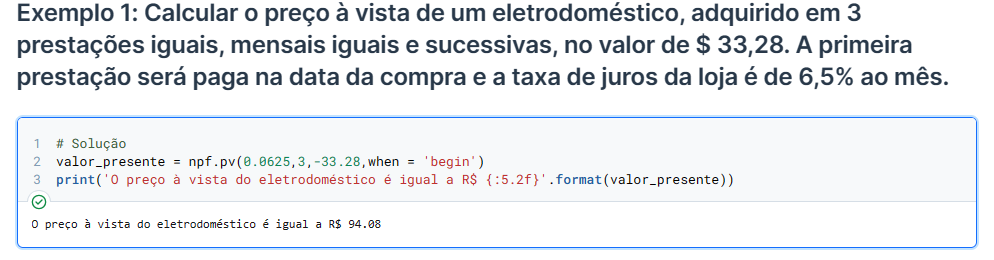 Exemplo 1: Calcular o preço à vista de um eletrodoméstico, adquirido em 3
prestações iguais, mensais iguais e sucessivas, no valor de $ 33,28. A primeira
prestação será paga na data da compra e a taxa de juros da loja é de 6,5% ao mês.
1 # Solução
2 valor_presente = npf.pv(0.0625,3,-33.28,when = 'begin')
3 print('O preço à vista do eletrodoméstico é igual a R$ {:5.2f}'.format(valor_presente))
O preço à vista do eletrodoméstico é igual a R$ 94.08